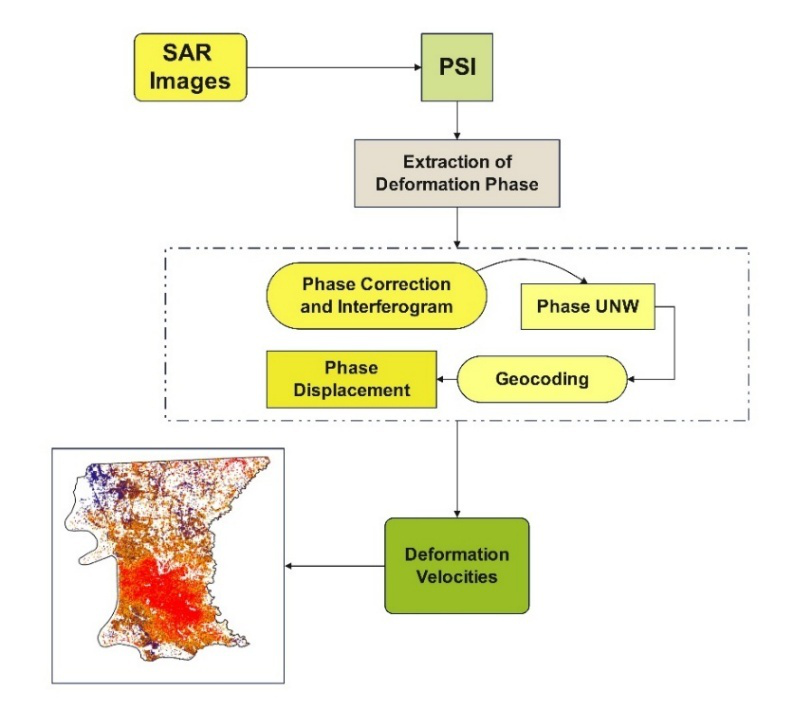 SAR
Images
PSI
Extraction of
Deformation Phase
Phase Correction
and Interferogram
Phase UNW
Geocoding
Phase
Displacement
Deformation
Velocities